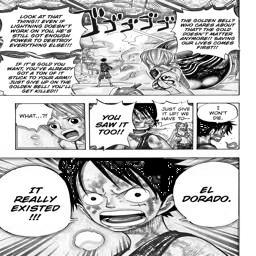 THE GOLDEN BELL!
WHO CARES ABOUT
THAT'S THE GOLD
DOESN'T MATTER
ANYMORE!! SAVING
OUR LIVES COMES
FIRST!!
LOOK AT THAT
THING!! EVEN IF
LIGHTNING DOESN'T
WORK ON YOU, HE'S
STILL GOT ENOUGH
POWER TO DESTROY
EVERYTHING ELSE!!!
IF IT'S GOLD YOU
WANT, YOU'VE ALREADY
GOT A TON OF IT
STUCK TO YOUR ARM!!
JUST GIVE UP ON THE
GOLDEN BELL! YOU'LL
GET KILLED!!
WON'T
DIE.
JUST GIVE
IT UP! WE
HAVE TO--
YOU
SAW IT
TOO!!
WHAT...?!
EL
DORADO.
IT
REALLY
EXISTED
!!!